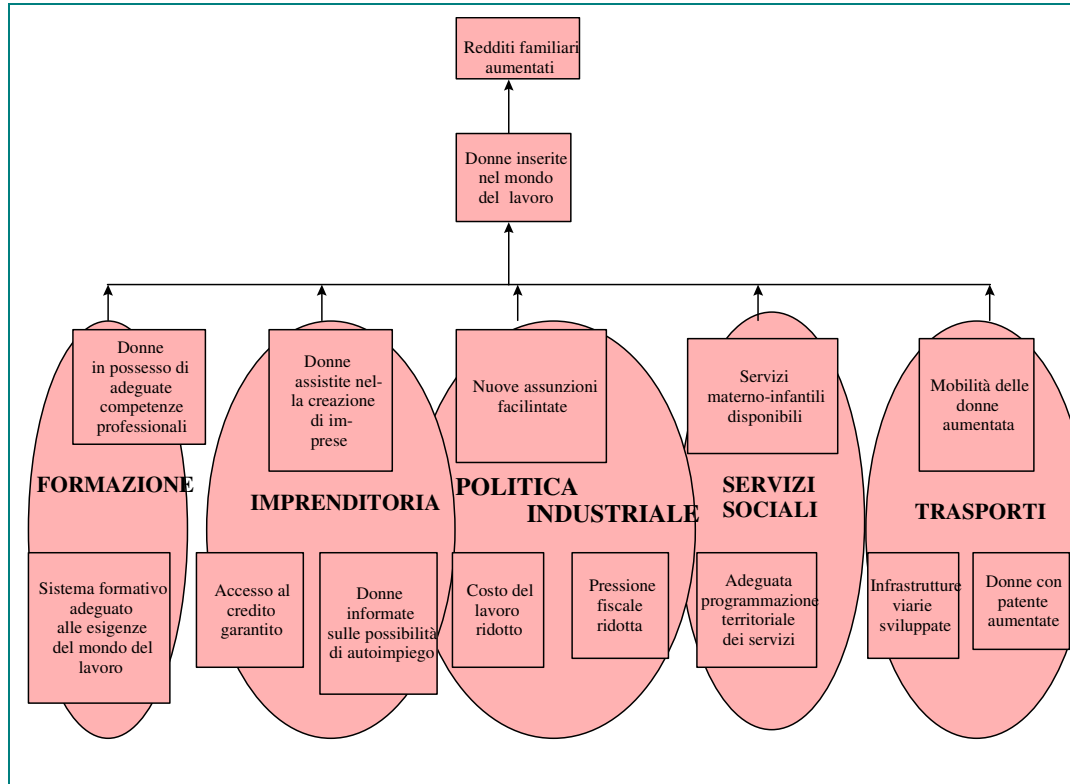 Redditi familiari
aumentati
Donne inserite
nel mondo
del lavoro
Donne
in possesso di
adeguate
competenze
professionali
Donne
assistite nel-
la creazione
di im-
prese
Nuove assunzioni
facilintate
Servizi
materno-infantili
disponibili
Mobilità delle
donne
aumentata
FORMAZIONE
IMPRENDITORIA
POLITICA
INDUSTRIALE
SERVIZI
SOCIALI
TRASPORTI
Sistema formativo
adeguato
alle esigenze
del mondo del
lavoro
Accesso al
credito
garantito
Donne
informate
sulle possibilità
di autoimpiego
Costo del
lavoro
ridotto
Pressione
fiscale
ridotta
Adeguata
programmazione
territoriale
dei servizi
Infrastrutture
viarie
sviluppate
Donne con
patente
aumentate